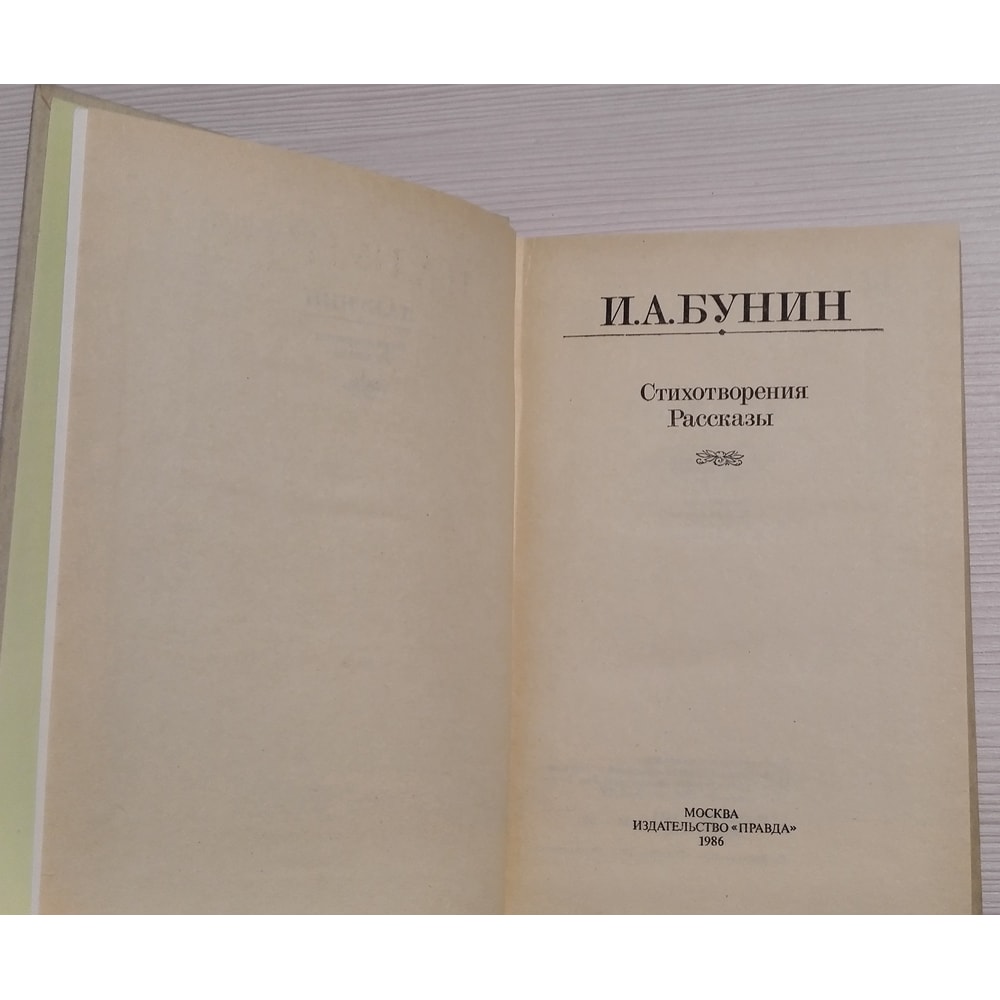 И.А.БУНИН
Стихотворения
Рассказы
МОСКВА
ИЗДАТЕЛЬСТВО «ПРАВДА»
1986